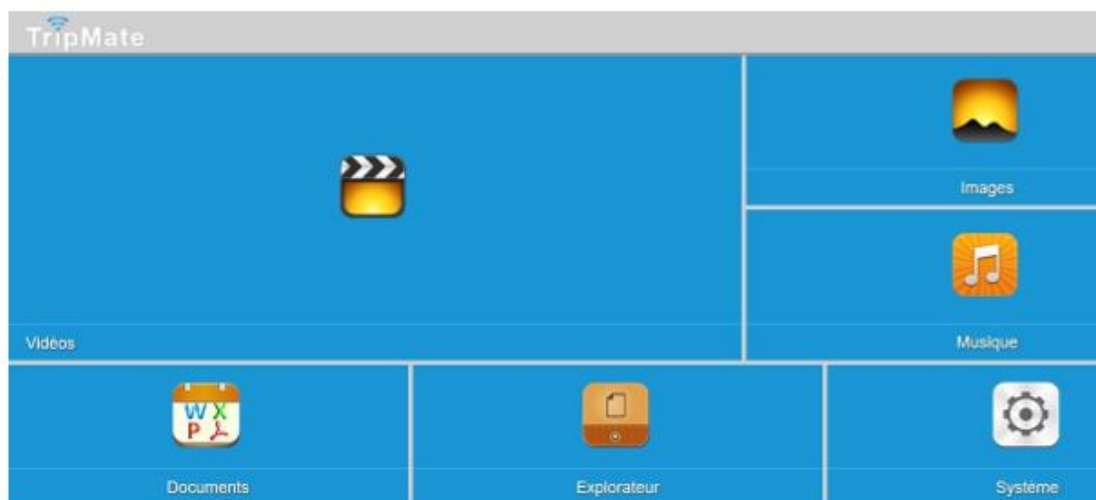 TripMate
Images
Vidéos
Musique
W X
P
Documents
Explorateur
Système